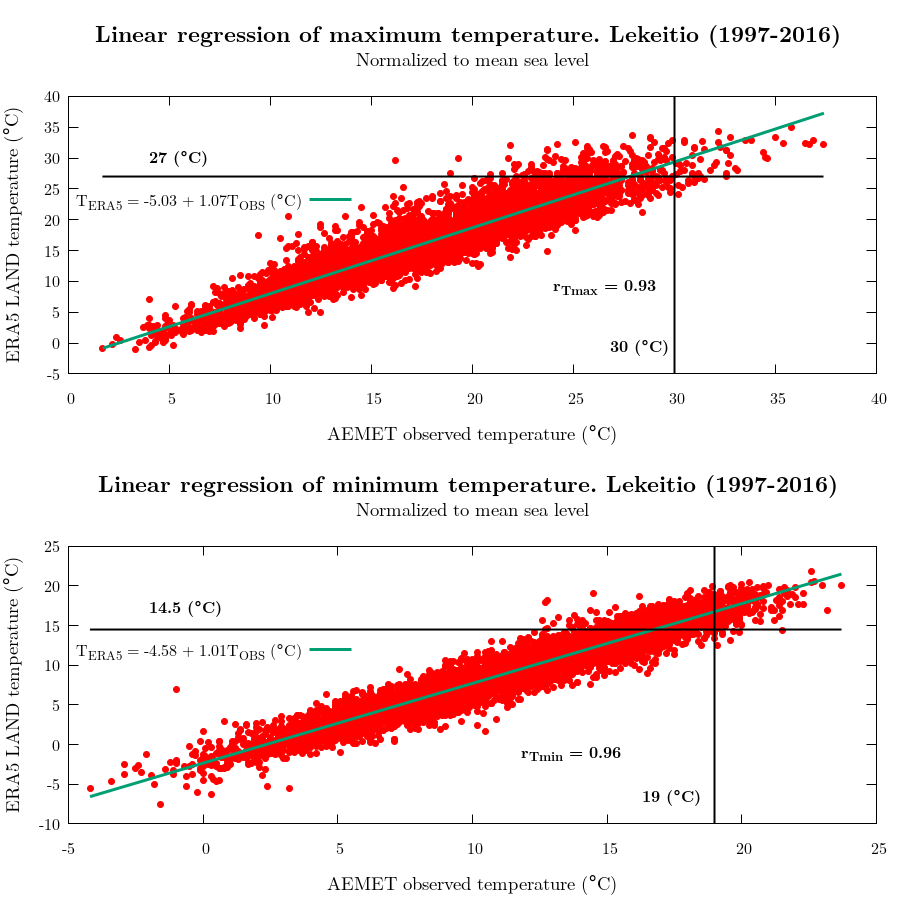 Linear regression of maximum temperature. Lekeitio (1997-2016)
Normalized to mean sea level
ERA5 LAND temperature (°C)
40
35
30
25
20
15
10
5
0
-5
27 (°C)
T_ERA5 = -5.03 + 1.07T_OBS (°C)
r_Tmax = 0.93
30 (°C)
0 5 10 15 20 25 30 35 40
AEMET observed temperature (°C)
Linear regression of minimum temperature. Lekeitio (1997-2016)
Normalized to mean sea level
ERA5 LAND temperature (°C)
25
20
15
10
5
0
-5
-10
14.5 (°C)
T_ERA5 = -4.58 + 1.01T_OBS (°C)
r_Tmin = 0.96
19 (°C)
-5 0 5 10 15 20 25
AEMET observed temperature (°C)